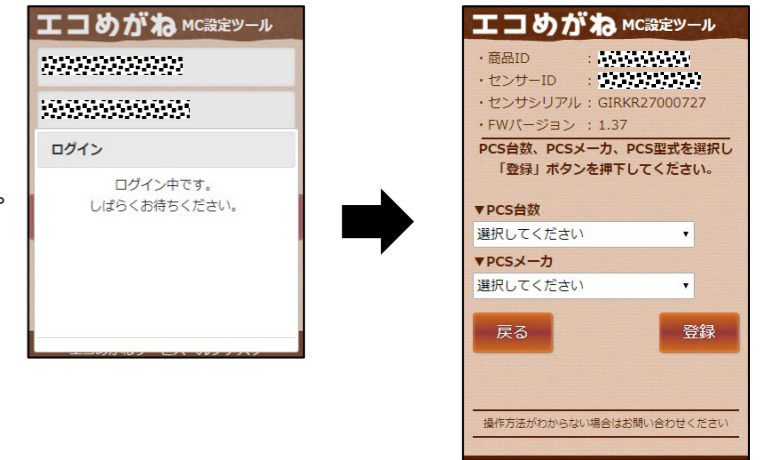 エコめがね MC設定ツール
ログイン
ログイン中です。
しばらくお待ちください。
。
エコめがね MC設定ツール
・商品ID :
・センサーID :
・センサシリアル : GIRKR27000727
・FWバージョン : 1.37
PCS台数、PCSメーカ、PCS型式を選択し
「登録」ボタンを押下してください。
▼PCS台数
選択してください
▼PCSメーカ
選択してください
戻る 登録
操作方法がわからない場合はお問い合わせください